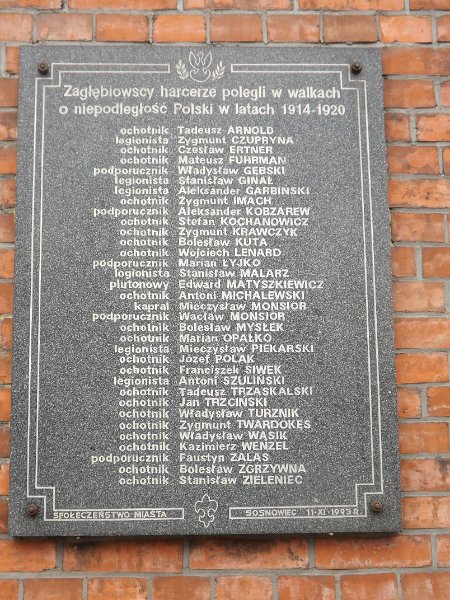 Zagłębiowscy harcerze polegli w walkach
o niepodległość Polski w latach 1914-1920
ochotnik Tadeusz ARNOLD
legionista Zygmunt CZUPRYNA
ochotnik Czesław ERTNER
ochotnik Mateusz FUHRMAN
podporucznik Władysław GĘBSKI
legionista Stanisław GINAŁ
legionista Aleksander GARBIŃSKI
ochotnik Zygmunt IMACH
podporucznik Aleksander KOBZAREW
ochotnik Stefan KOCHANOWICZ
ochotnik Zygmunt KRAWCZYK
ochotnik Bolesław KUTA
ochotnik Wojciech LENARD
podporucznik Marian ŁYJKO
legionista Stanisław MALARZ
plutonowy Edward MATYSZKIEWICZ
ochotnik Antoni MICHALEWSKI
kapral Mieczysław MONSIOR
podporucznik Wacław MONSIOR
ochotnik Bolesław MYSŁEK
ochotnik Marian OPAŁKO
legionista Mieczysław PIEKARSKI
ochotnik Józef POLAK
ochotnik Franciszek SIWEK
legionista Antoni SZULIŃSKI
ochotnik Tadeusz TRZASKALSKI
ochotnik Jan TRZCIŃSKI
ochotnik Władysław TURZNIK
ochotnik Zygmunt TWARDOKĘS
ochotnik Władysław WĄSIK
ochotnik Kazimierz WENZEL
podporucznik Faustyn ZALAS
ochotnik Bolesław ZGRZYWNA
ochotnik Stanisław ZIELENIEC
SPOŁECZEŃSTWO MIASTA
SOSNOWIEC 11-XI-1993 R.